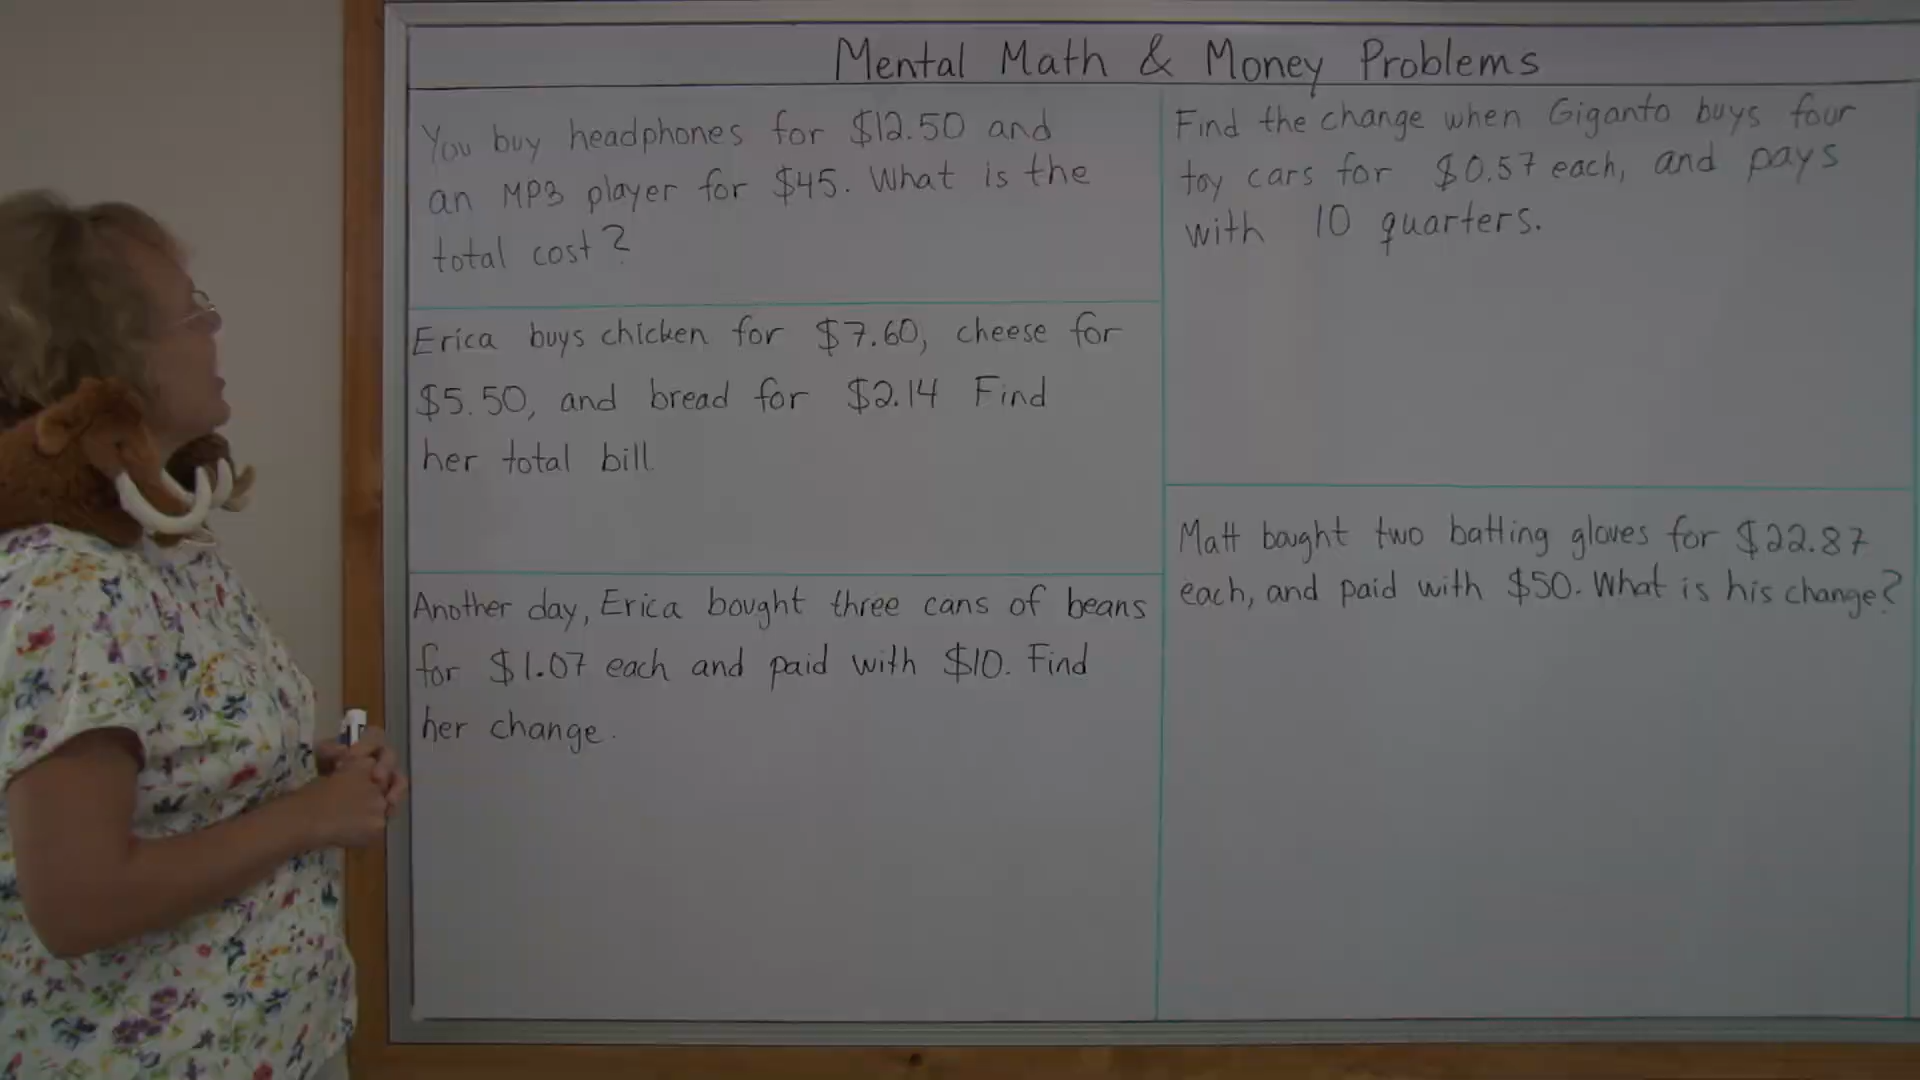 Mental Math & Money Problems
You buy headphones for $12.50 and
an MP3 player for $45. What is the
total cost?
Erica buys chicken for $7.60, cheese for
$5.50, and bread for $2.14 Find
her total bill.
Another day, Erica bought three cans of beans
for $1.07 each and paid with $10. Find
her change.
Find the change when Giganto buys four
toy cars for $0.57 each, and pays
with 10 quarters.
Matt bought two batting gloves for $22.87
each, and paid with $50. What is his change?